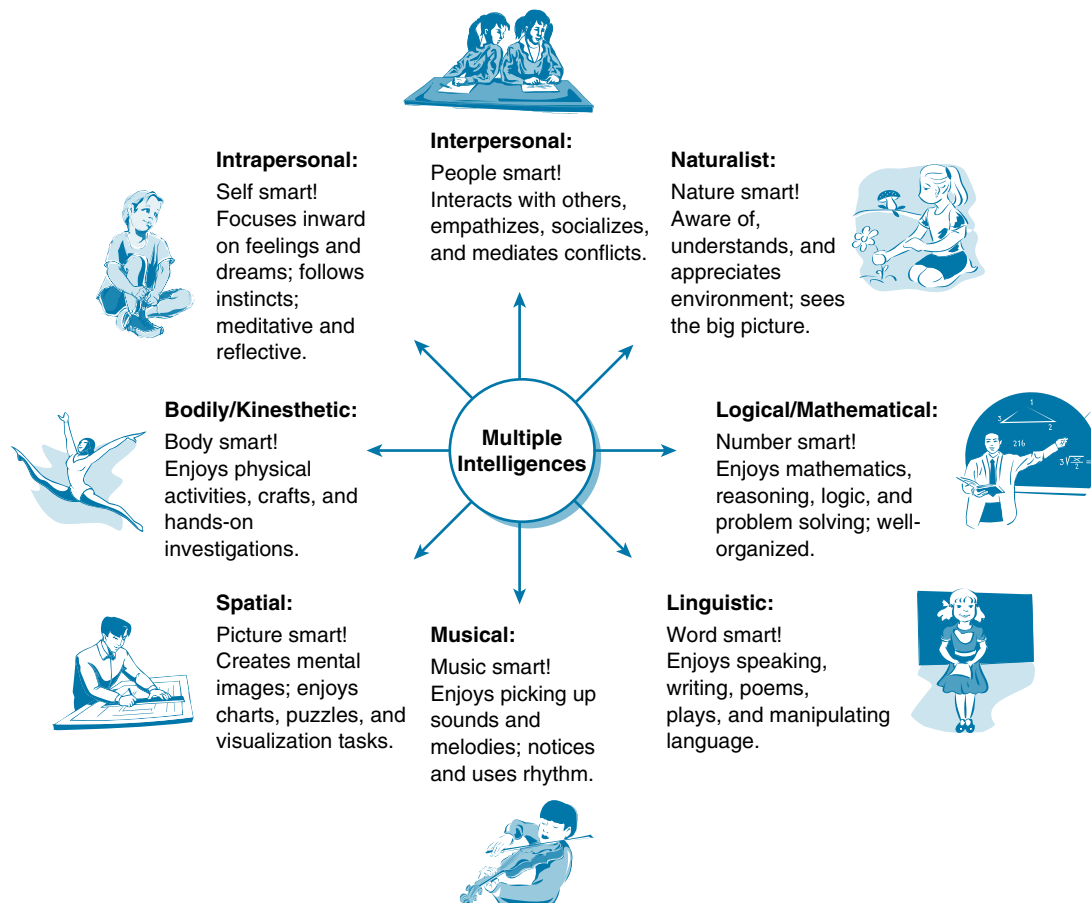 Interpersonal:
People smart!
Interacts with others,
empathizes, socializes,
and mediates conflicts.
Intrapersonal:
Self smart!
Focuses inward
on feelings and
dreams; follows
instincts;
meditative and
reflective.
Naturalist:
Nature smart!
Aware of,
understands, and
appreciates
environment; sees
the big picture.
Bodily/Kinesthetic:
Body smart!
Enjoys physical
activities, crafts, and
hands-on
investigations.
Multiple
Intelligences
Logical/Mathematical:
Number smart!
Enjoys mathematics,
reasoning, logic, and
problem solving; well-
organized.
1
3
2
216
Spatial:
Picture smart!
Creates mental
images; enjoys
charts, puzzles, and
visualization tasks.
Musical:
Music smart!
Enjoys picking up
sounds and
melodies; notices
and uses rhythm.
Linguistic:
Word smart!
Enjoys speaking,
writing, poems,
plays, and manipulating
language.